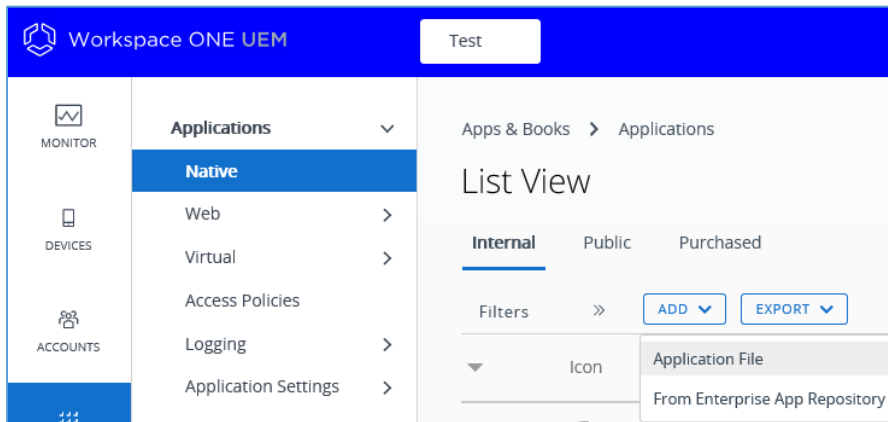 Workspace ONE UEM
Test
MONITOR
DEVICES
ACCOUNTS
Applications
Native
Web
Virtual
Access Policies
Logging
Application Settings
Apps & Books > Applications
List View
Internal Public Purchased
Filters » ADD EXPORT
Icon
Application File
From Enterprise App Repository